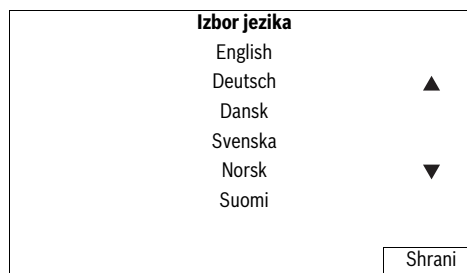 Izbor jezika
English
Deutsch
Dansk
Svenska
Norsk
Suomi
Shrani